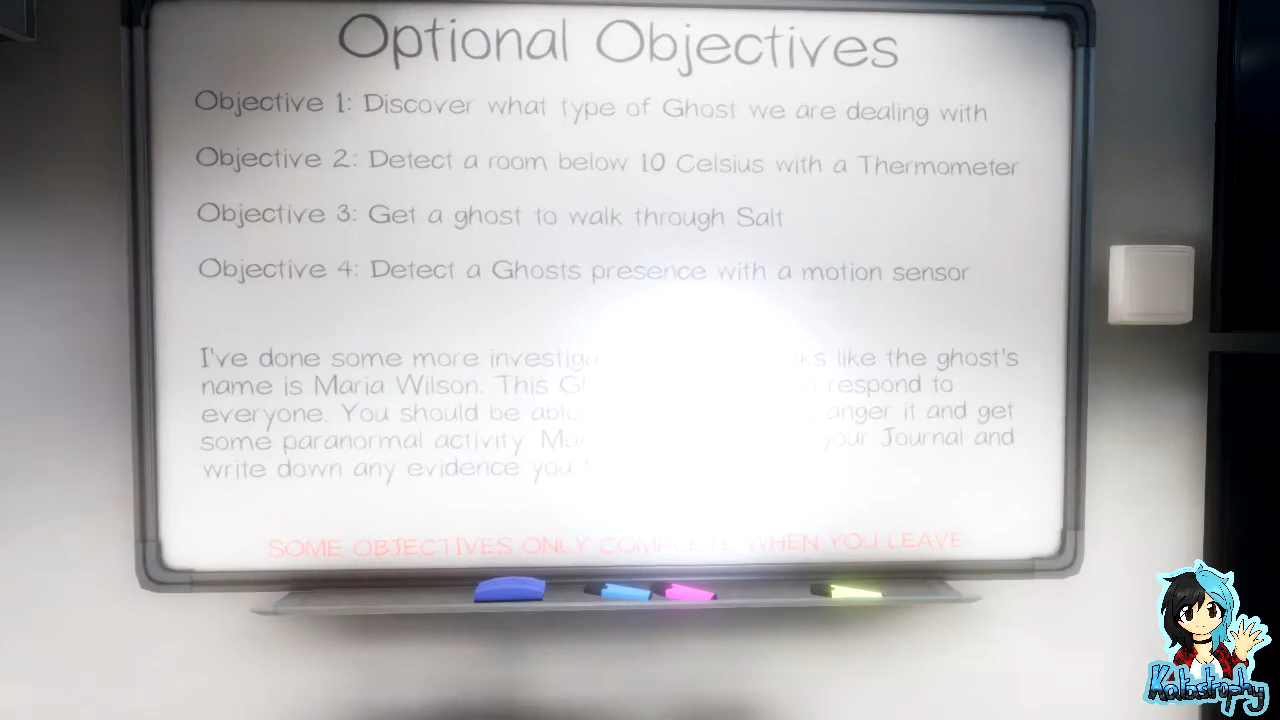 Optional Objectives
Objective 1: Discover what type of Ghost we are dealing with
Objective 2: Detect a room below 10 Celsius with a Thermometer
Objective 3: Get a ghost to walk through Salt
Objective 4: Detect a Ghosts presence with a motion sensor
I've done some more like the ghost's
name is Maria Wilson. This respond to
everyone. You should be able anger it and get
some paranormal activity. your Journal and
write down any evidence you
SOME OBJECTIVES ONLY COMPLETE WHEN YOU LEAVE
Katastrophy